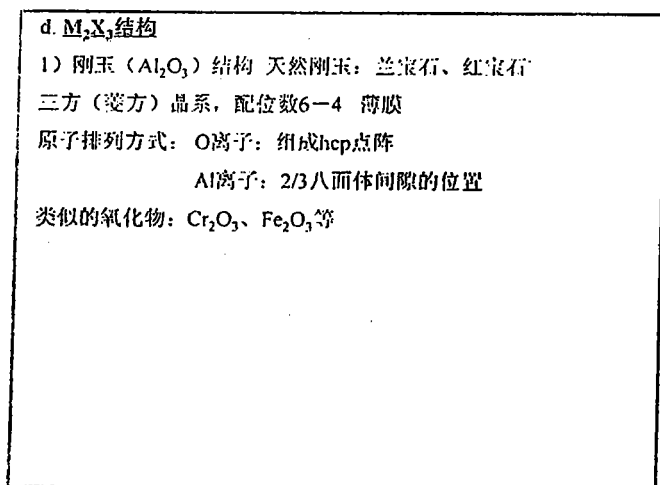 d. M₂X₃结构
1）刚玉（Al₂O₃）结构 天然刚玉：兰宝石、红宝石
三方（菱方）晶系，配位数6－4 薄膜
原子排列方式： O离子：组成hcp点阵
Al离子：2/3八面体间隙的位置
类似的氧化物：Cr₂O₃、Fe₂O₃等